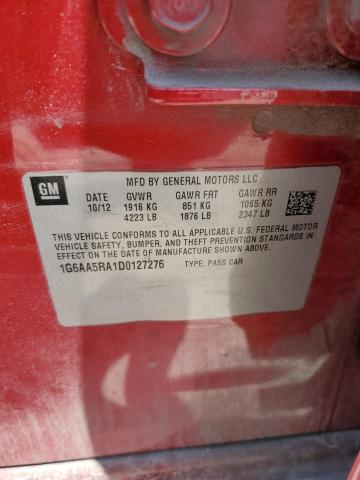 GM
MFD BY GENERAL MOTORS LLC
DATE GVWR GAWR FRT GAWR RR
10/12 1916 KG 851 KG 1065 KG
4223 LB 1876 LB 2347 LB
THIS VEHICLE CONFORMS TO ALL APPLICABLE U.S. FEDERAL MOTOR
VEHICLE SAFETY, BUMPER, AND THEFT PREVENTION STANDARDS IN
EFFECT ON THE DATE OF MANUFACTURE SHOWN ABOVE.
1G6AA5RA1D0127276 TYPE: PASS CAR